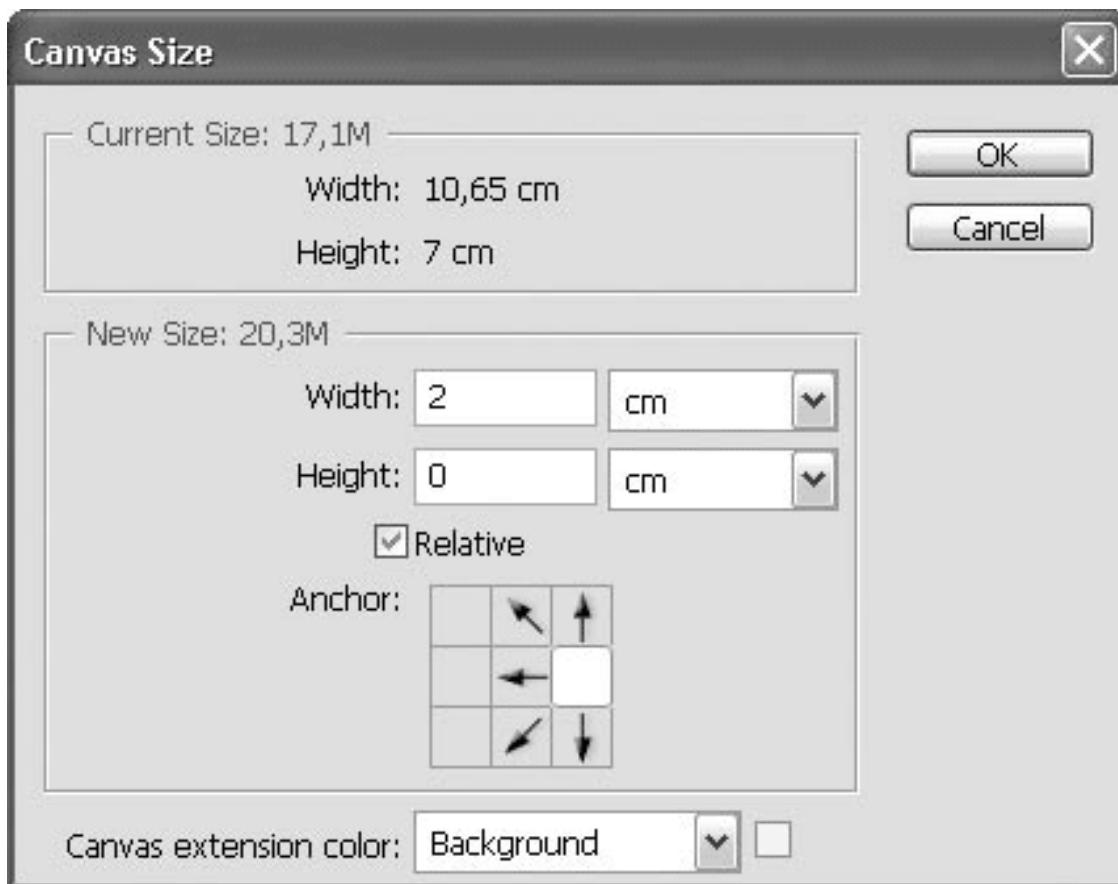 Canvas Size
Current Size: 17,1M
Width: 10,65 cm
Height: 7 cm
OK
Cancel
New Size: 20,3M
Width: 2 cm
Height: 0 cm
Relative
Anchor:
Canvas extension color: Background